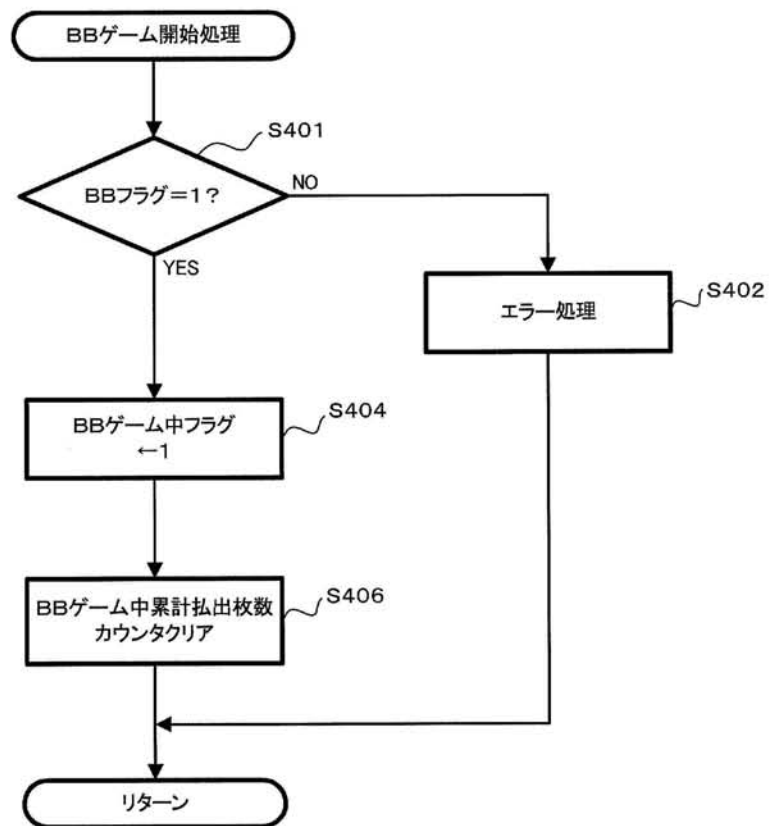 BBゲーム開始処理
S401
BBフラグ=1?
NO
YES
S402
エラー処理
S404
BBゲーム中フラグ
←1
S406
BBゲーム中累計払出枚数
カウンタクリア
リターン